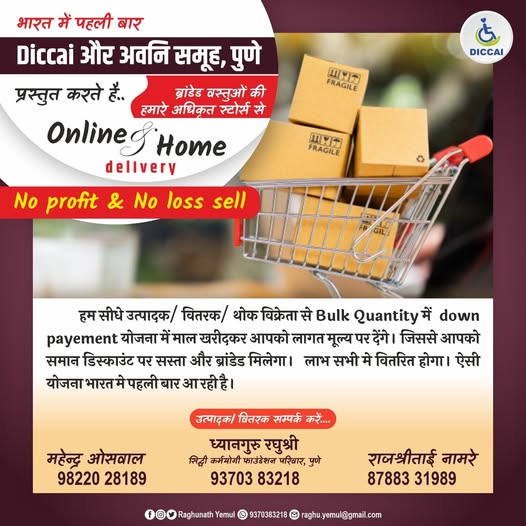 भारत में पहली बार
Diccai और अवनि समूह, पुणे
DICCAI
प्रस्तुत करते है..
ब्रांडेड वस्तुओं की
हमारे अधिकृत स्टोर्स से
Online & Home
delivery
No profit & No loss sell
FRAGILE
FRAGILE
FRAGILE
हम सीधे उत्पादक/ वितरक/ थोक विक्रेता से Bulk Quantity में down
payement योजना में माल खरीदकर आपको लागत मूल्य पर देंगे। जिससे आपको
समान डिस्काउंट पर सस्ता और ब्रांडेड मिलेगा। लाभ सभी मे वितरित होगा। ऐसी
योजना भारत मे पहली बार आ रही है।
उत्पादक/ वितरक सम्पर्क करें....
महेन्द्र ओसवाल
98220 28189
ध्यानगुरु रघुश्री
सिद्धी कर्मयोगी फाउंडेशन परिवार, पुणे
93703 83218
राजश्रीताई नामरे
87883 31989
Raghunath Yemul 9370383218 raghu.yemul@gmail.com